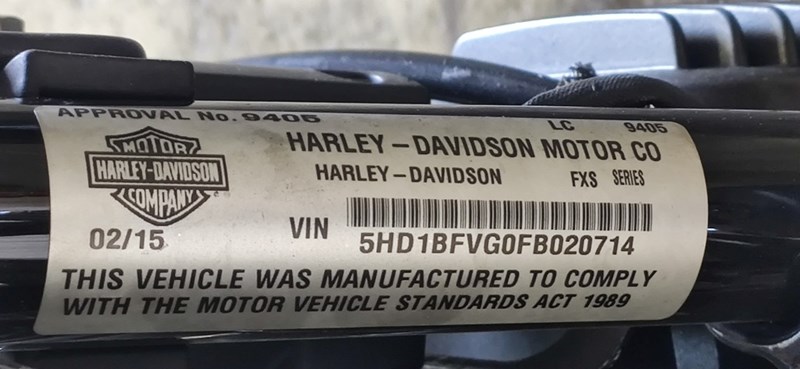 APPROVAL No. 9405
LC 9405
MOTOR
HARLEY-DAVIDSON
COMPANY
HARLEY-DAVIDSON MOTOR CO
HARLEY-DAVIDSON FXS SERIES
02/15
VIN 5HD1BFVG0FB020714
THIS VEHICLE WAS MANUFACTURED TO COMPLY
WITH THE MOTOR VEHICLE STANDARDS ACT 1989